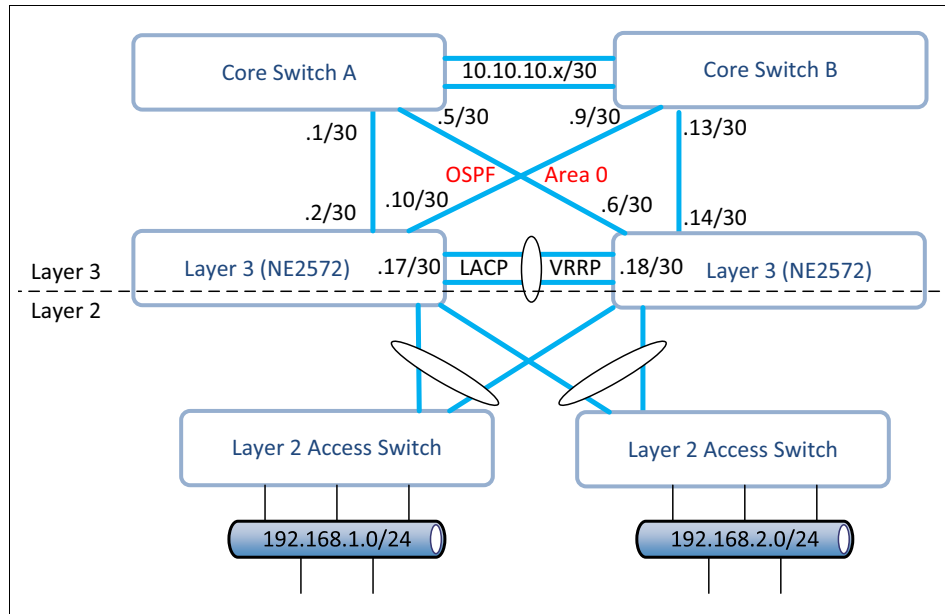 Core Switch A
10.10.10.x/30
Core Switch B
.1/30
.5/30
.9/30
.13/30
OSPF
Area 0
.2/30
.10/30
.6/30
.14/30
Layer 3
Layer 3 (NE2572)
.17/30
LACP
VRRP
.18/30
Layer 3 (NE2572)
Layer 2
Layer 2 Access Switch
Layer 2 Access Switch
192.168.1.0/24
192.168.2.0/24